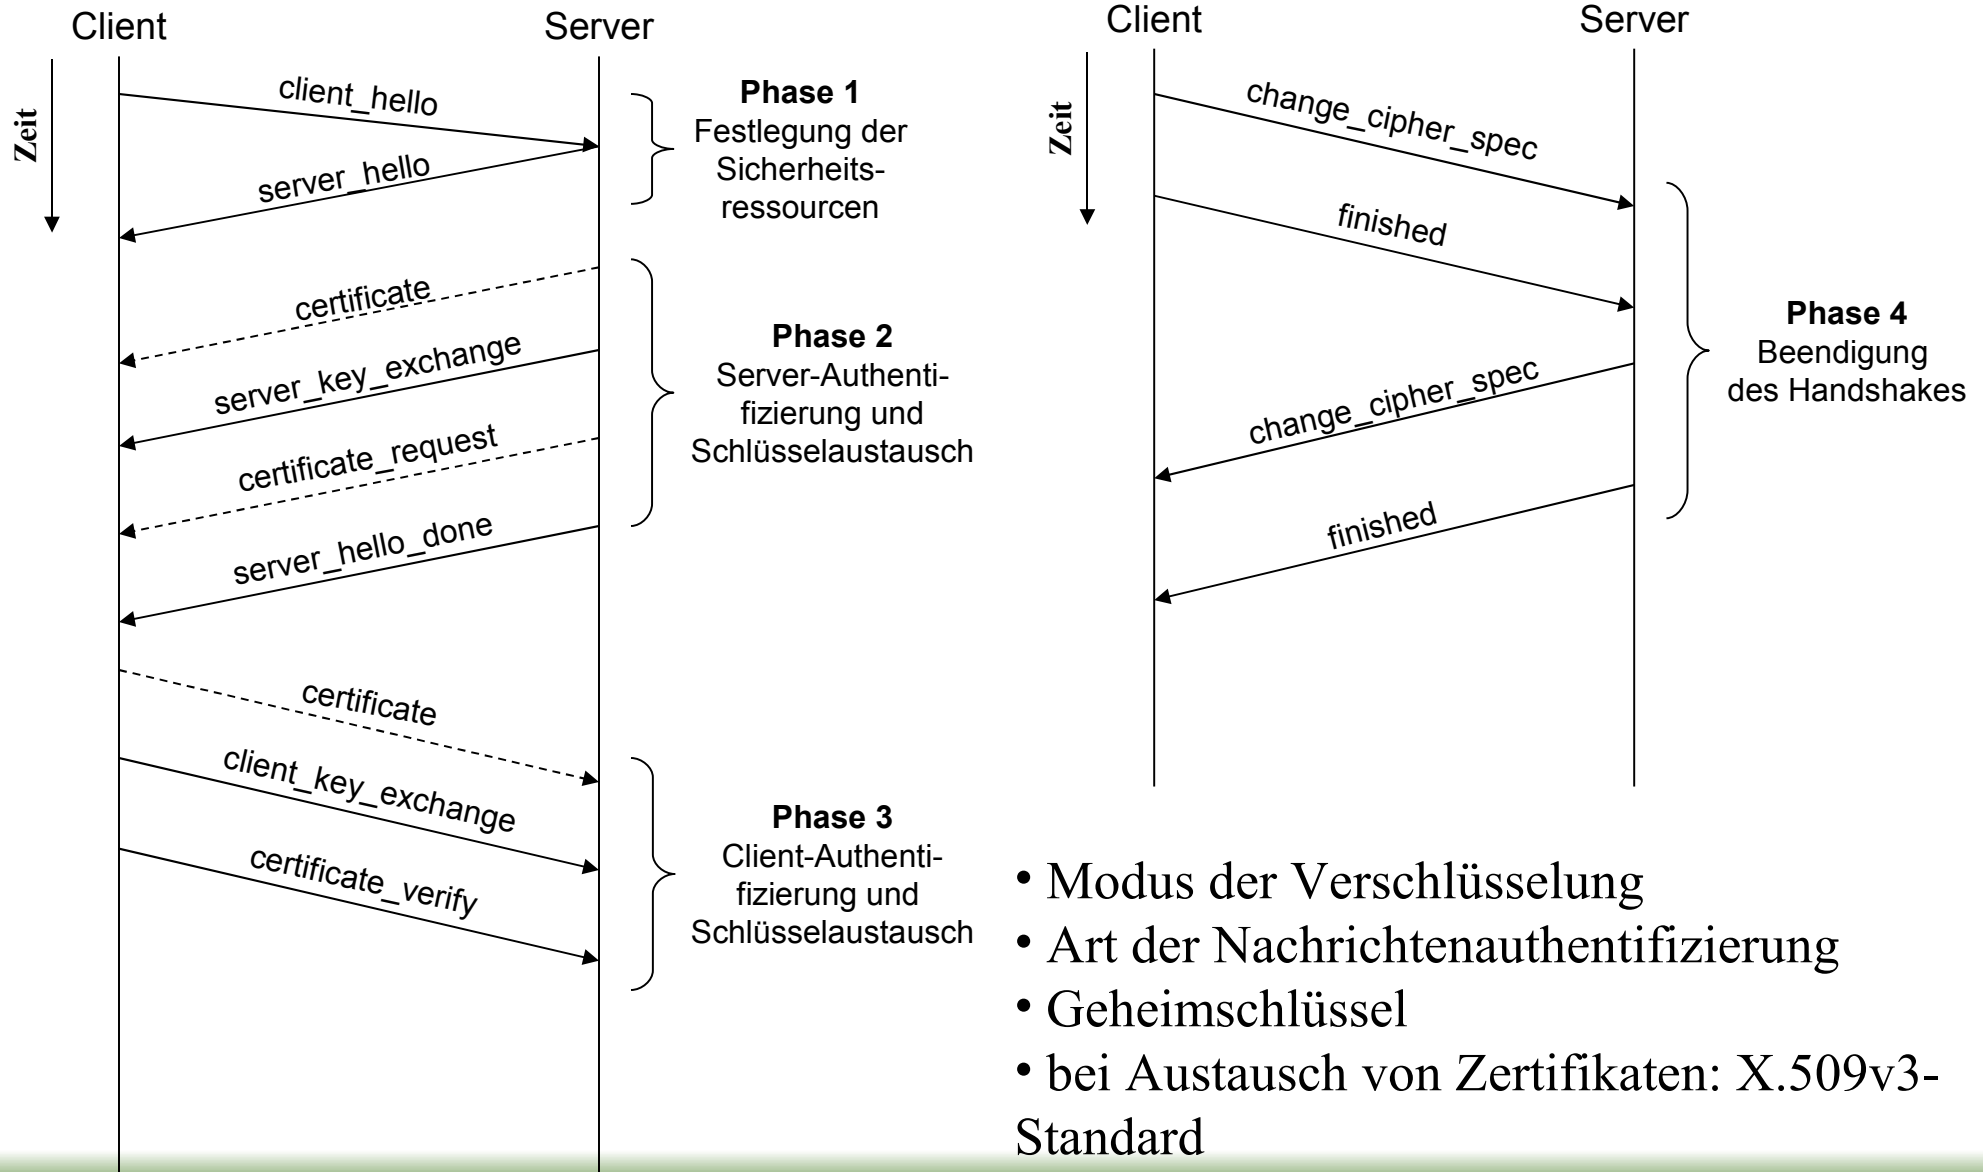 Client
Server
Zeit
client_hello
server_hello
Phase 1
Festlegung der
Sicherheits-
ressourcen
certificate
server_key_exchange
certificate_request
server_hello_done
Phase 2
Server-Authenti-
fizierung und
Schlüsselaustausch
certificate
client_key_exchange
certificate_verify
Phase 3
Client-Authenti-
fizierung und
Schlüsselaustausch
Client
Server
Zeit
change_cipher_spec
finished
change_cipher_spec
finished
Phase 4
Beendigung
des Handshakes
• Modus der Verschlüsselung
• Art der Nachrichtenauthentifizierung
• Geheimschlüssel
• bei Austausch von Zertifikaten: X.509v3-
Standard